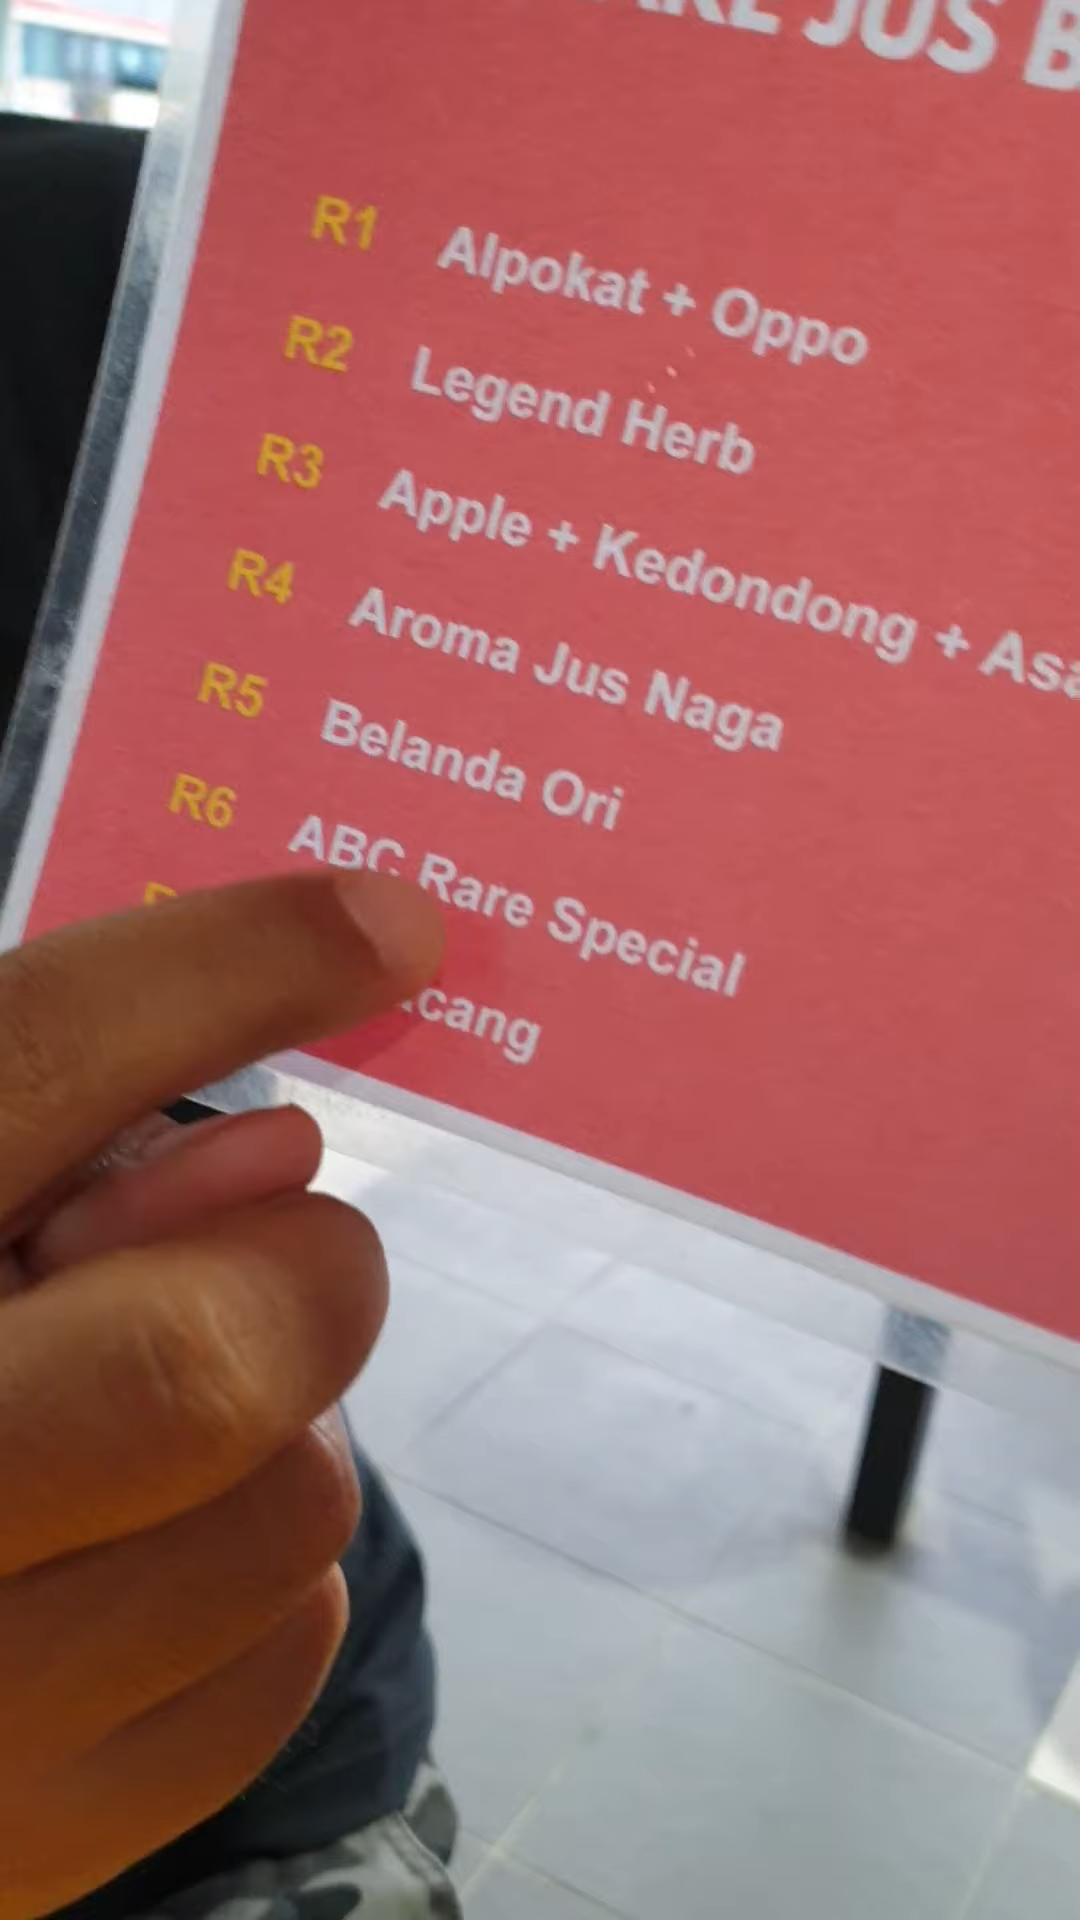 JUS
R1 Alpokat + Oppo
R2 Legend Herb
R3 Apple + Kedondong +
R4 Aroma Jus Naga
R5 Belanda Ori
R6 ABC Rare Special